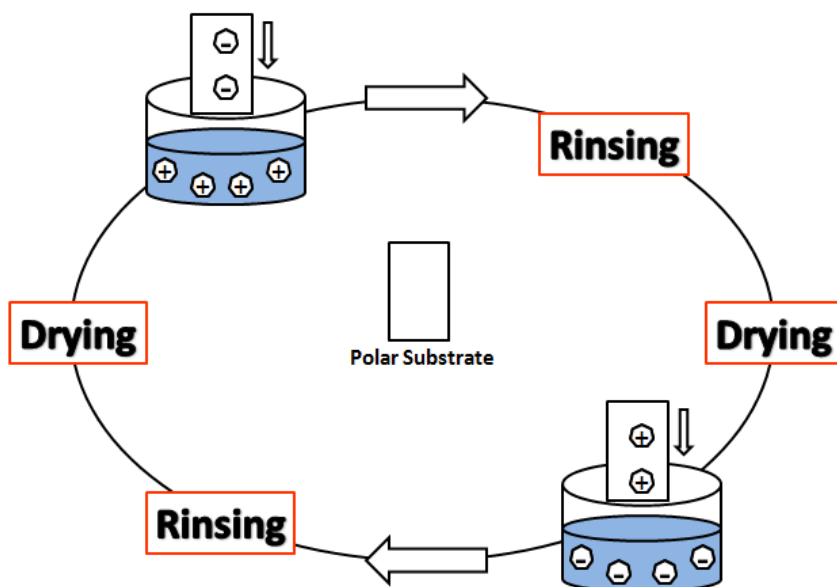 -
-
+
+
+
+
Rinsing
Drying
Polar Substrate
Drying
+
+
Rinsing
-
-
-
-